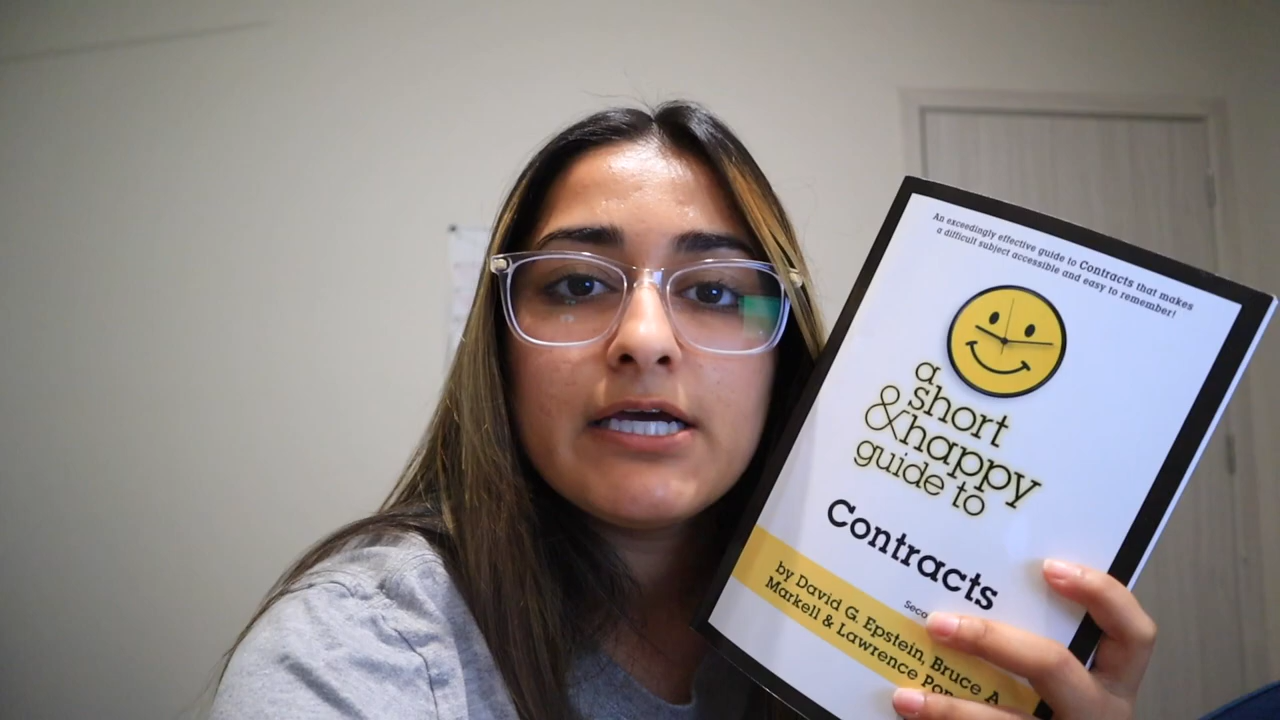 An exceedingly effective guide to Contracts that makes
a difficult subject accessible and easy to remember!
a
short
&happy
guide to
Contracts
by David G. Epstein, Bruce A.
Markell & Lawrence